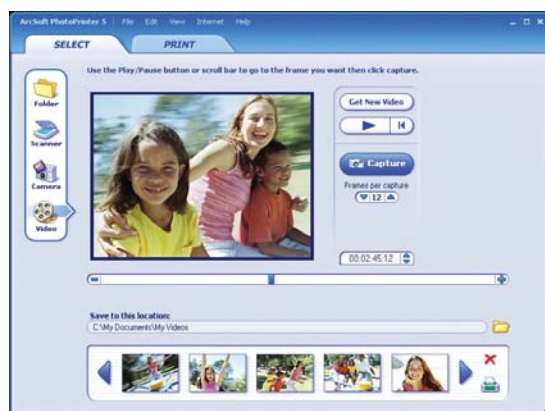 ArcSoft PhotoPrinter 5 File Edit View Internet Help
SELECT PRINT
Use the Play/Pause button or scroll bar to go to the frame you want then click capture.
Folder
Scanner
Camera
Video
Get New Video
Capture
Frames per capture
12
00:02:45:12
Save to this location:
C:\My Documents\My Videos